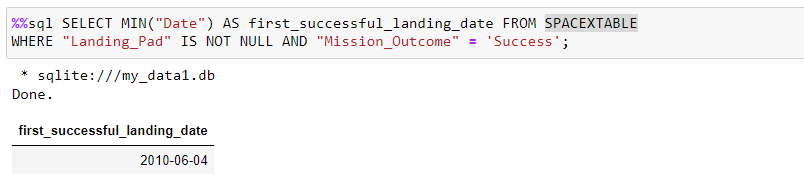 %%sql SELECT MIN("Date") AS first_successful_landing_date FROM SPACEXTABLE
WHERE "Landing_Pad" IS NOT NULL AND "Mission_Outcome" = 'Success';
* sqlite:///my_data1.db
Done.
first_successful_landing_date
2010-06-04